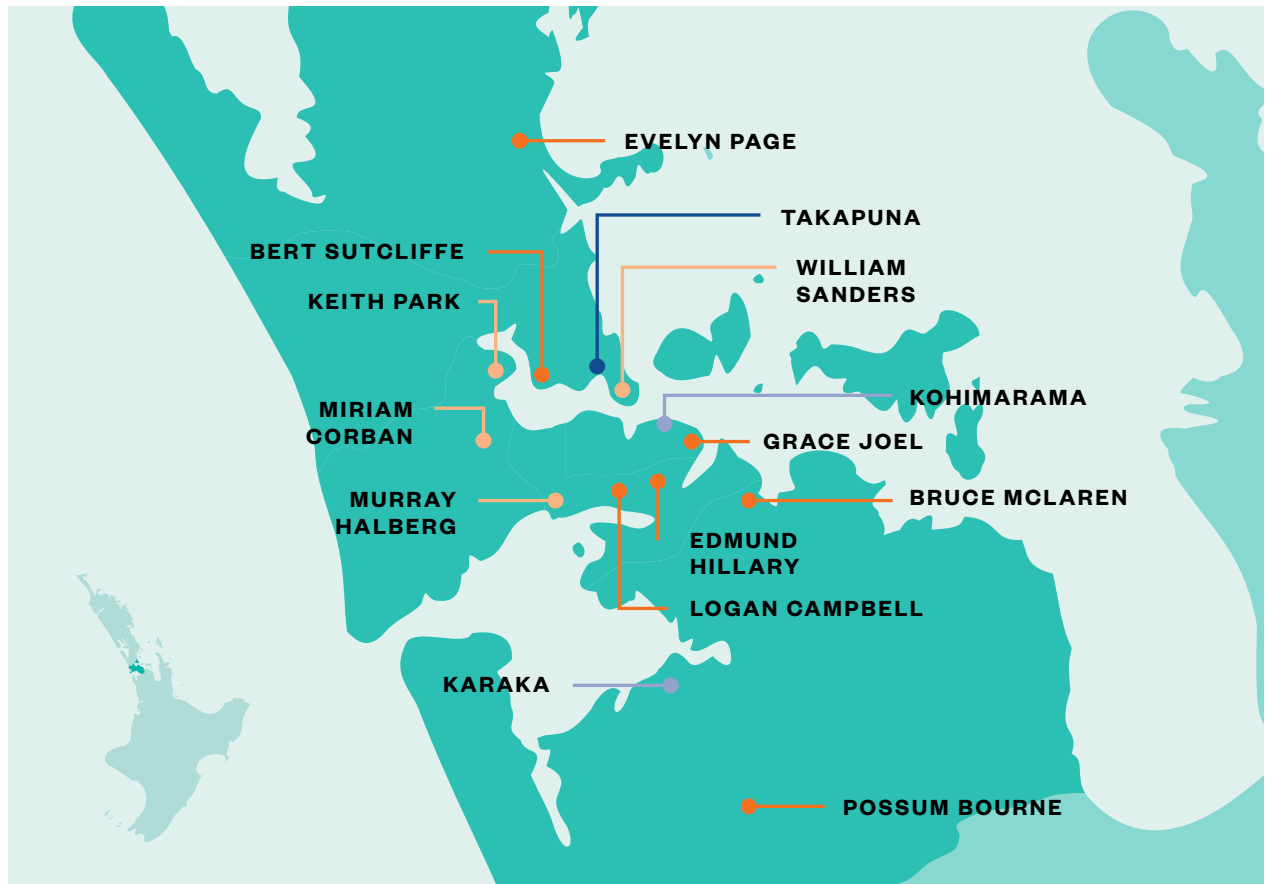 EVELYN PAGE
TAKAPUNA
BERT SUTCLIFFE
WILLIAM
SANDERS
KEITH PARK
KOHIMARAMA
MIRIAM
CORBAN
GRACE JOEL
MURRAY
HALBERG
BRUCE MCLAREN
EDMUND
HILLARY
LOGAN CAMPBELL
KARAKA
POSSUM BOURNE